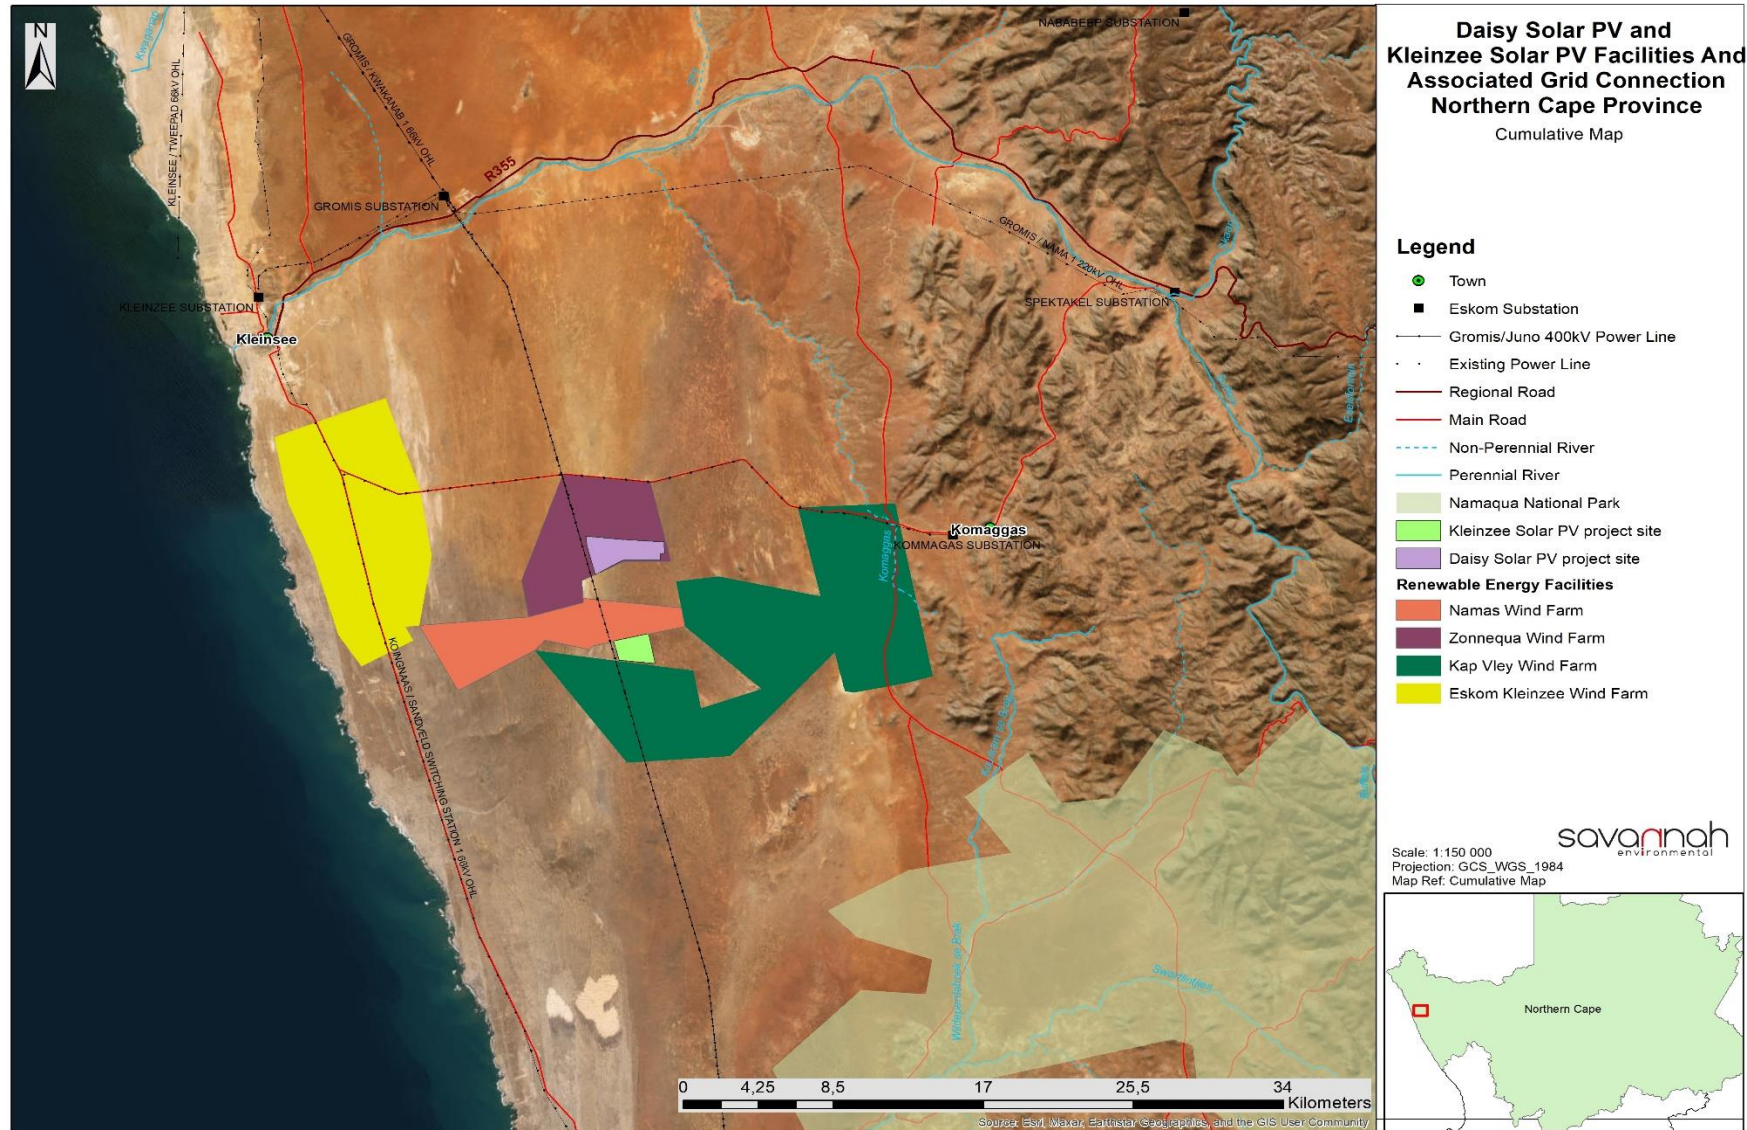 Daisy Solar PV and
Kleinzee Solar PV Facilities And
Associated Grid Connection
Northern Cape Province
Cumulative Map
N
Kwagarap
KLEINSEE / TWEEPAD 66kV OHL
GROMIS / KWAKANAB 1 66kV OHL
NABABEEP SUBSTATION
R355
GROMIS SUBSTATION
GROMIS / NAMA 1 220kV OHL
SPEKTAKEL SUBSTATION
KLEINZEE SUBSTATION
Kleinsee
Komaggas
KOMMAGAS SUBSTATION
Komaggas
KOINGNAAS / SANDVELD SWITCHING STATION 1 66kV OHL
Swartlintjies
Buffels
Legend
Town
Eskom Substation
Gromis/Juno 400kV Power Line
Existing Power Line
Regional Road
Main Road
Non-Perennial River
Perennial River
Namaqua National Park
Kleinzee Solar PV project site
Daisy Solar PV project site
Renewable Energy Facilities
Namas Wind Farm
Zonnequa Wind Farm
Kap Vley Wind Farm
Eskom Kleinzee Wind Farm
savannah
environmental
Scale: 1:150 000
Projection: GCS_WGS_1984
Map Ref: Cumulative Map
Northern Cape
0 4,25 8,5 17 25,5 34
Kilometers
Source: Esri, Maxar, Earthstar Geographics, and the GIS User Community